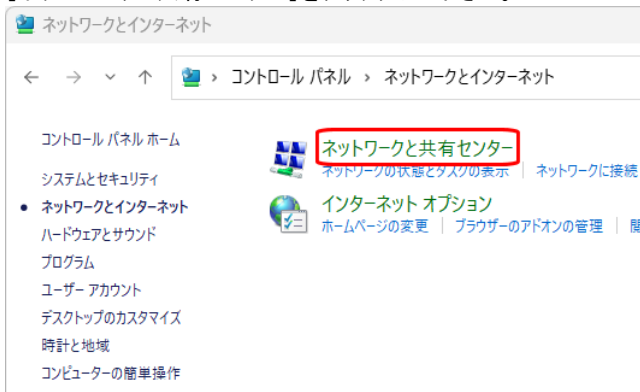 ネットワークとインターネット
コントロール パネル › ネットワークとインターネット
コントロール パネル ホーム
システムとセキュリティ
ネットワークとインターネット
ハードウェアとサウンド
プログラム
ユーザー アカウント
デスクトップのカスタマイズ
時計と地域
コンピューターの簡単操作
ネットワークと共有センター
ネットワークの状態とタスクの表示 | ネットワークに接続
インターネット オプション
ホームページの変更 | ブラウザーのアドオンの管理 |